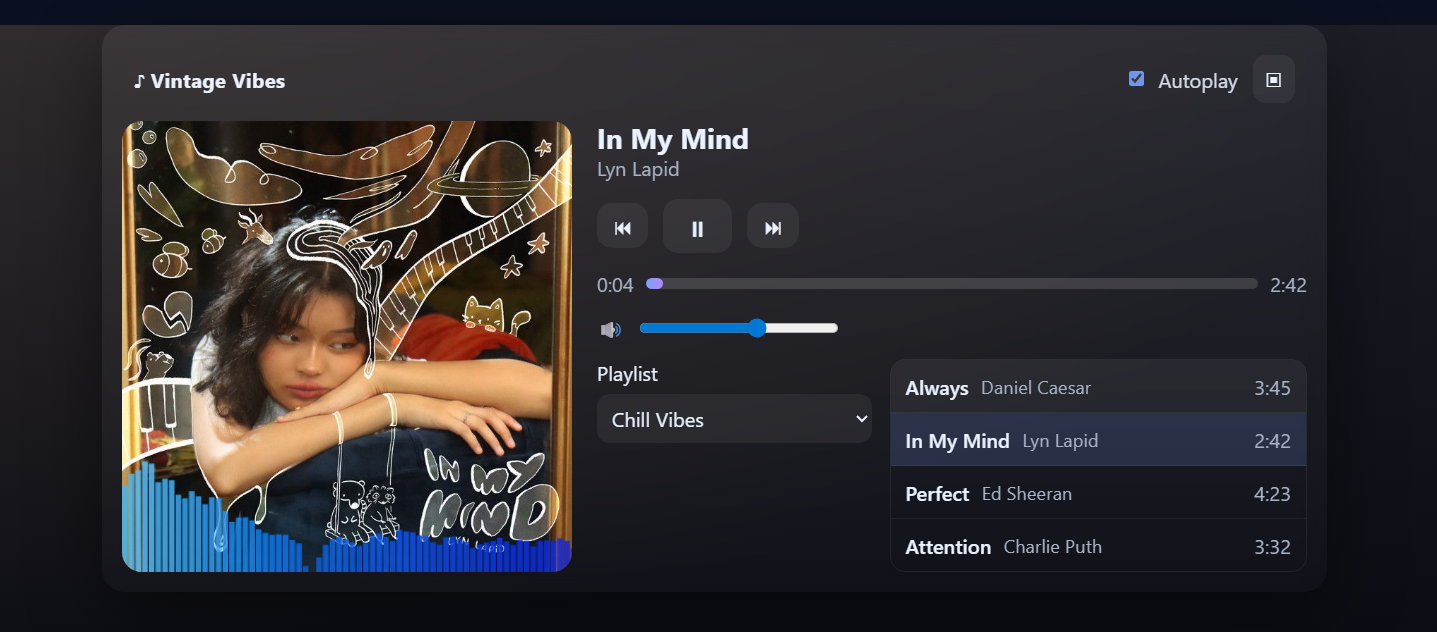 ♪ Vintage Vibes
Autoplay
IN MY
MIND
LYN LAPID
In My Mind
Lyn Lapid
0:04 2:42
Playlist
Chill Vibes
Always Daniel Caesar 3:45
In My Mind Lyn Lapid 2:42
Perfect Ed Sheeran 4:23
Attention Charlie Puth 3:32